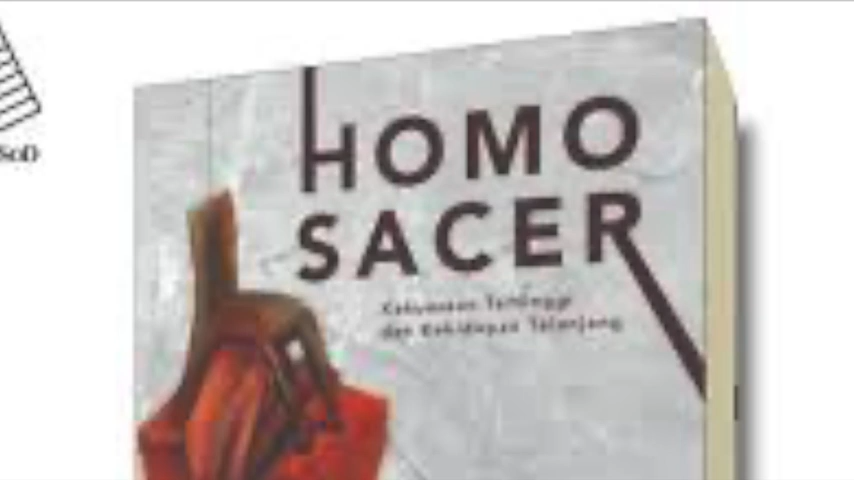 SoD
HOMO
SACER
Kekuasaan Tertinggi
dan Kehidupan Telanjang